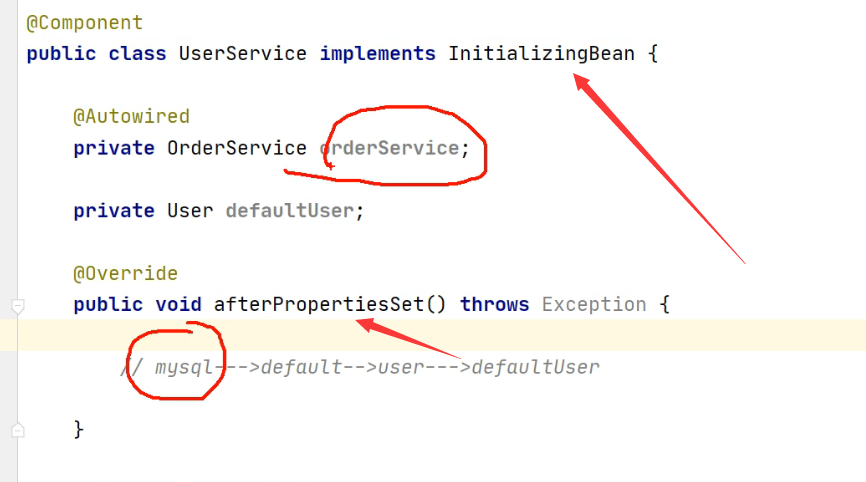 @Component
public class UserService implements InitializingBean {
@Autowired
private OrderService orderService;
private User defaultUser;
@Override
public void afterPropertiesSet() throws Exception {
// mysql--->default-->user--->defaultUser
}